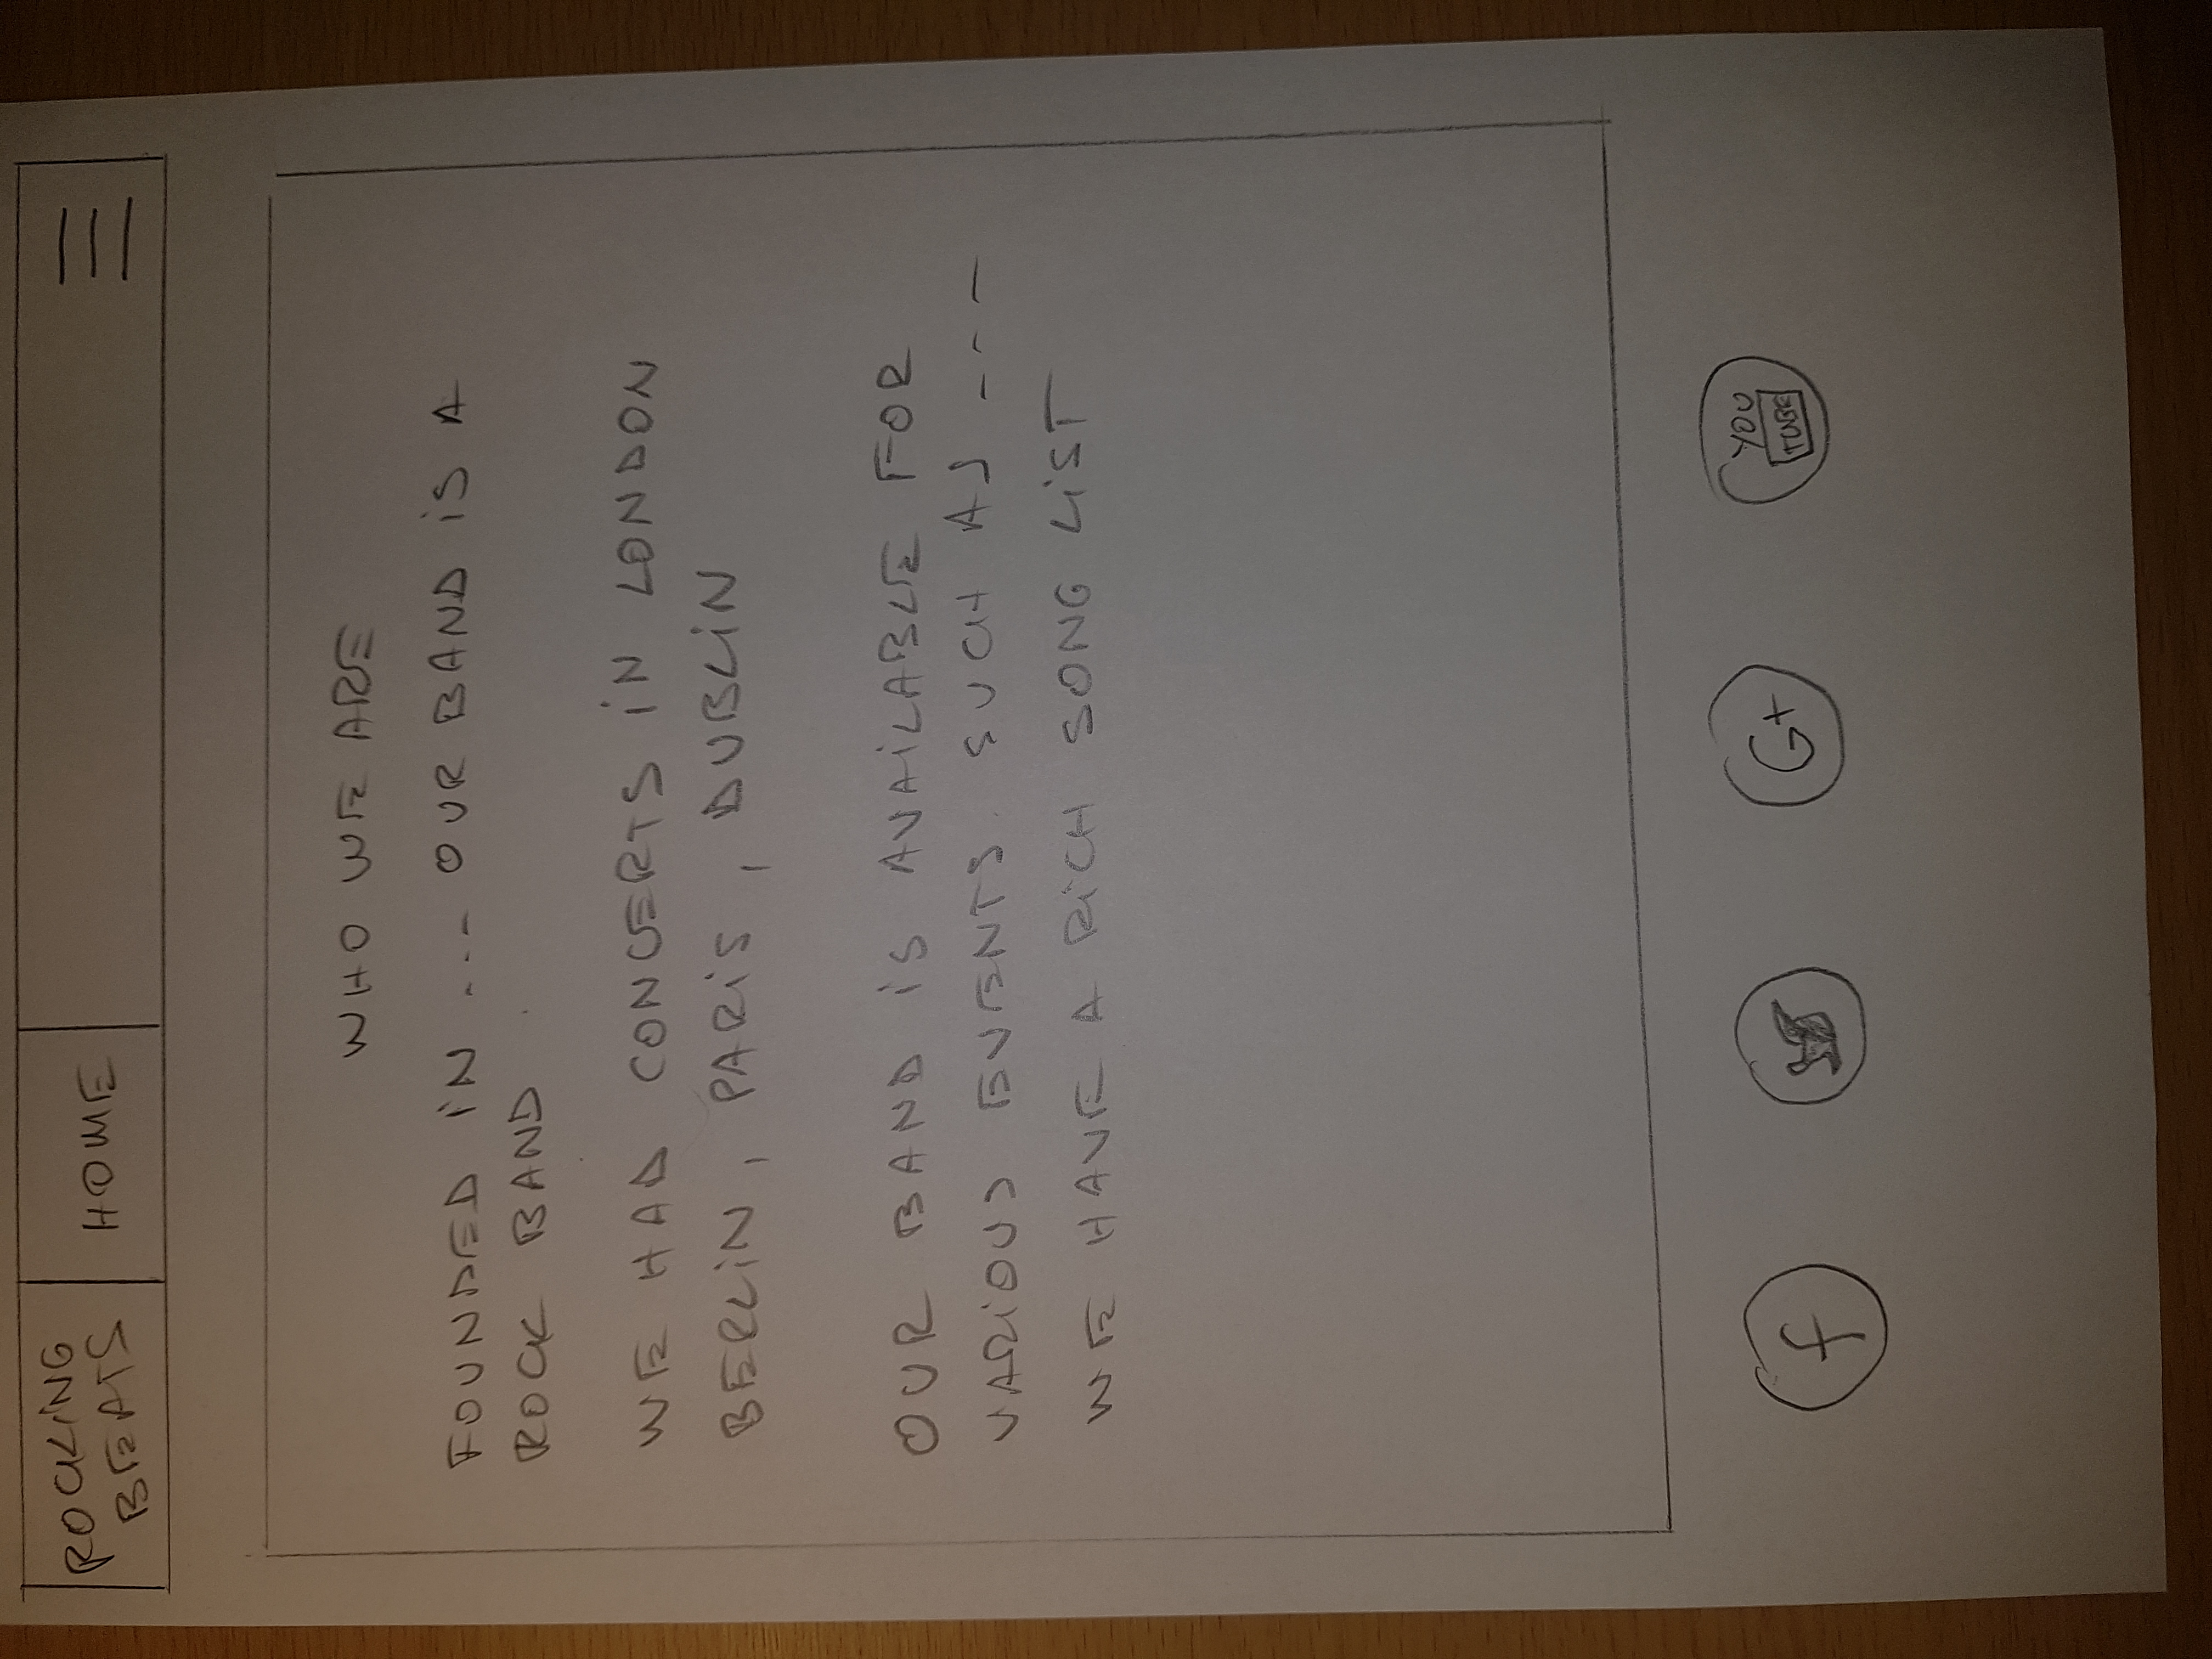 ROCKING
BEATS
HOME
WHO WE ARE
FOUNDED IN ... OUR BAND IS A
ROCK BAND.
WE HAD CONCERTS IN LONDON
BERLIN, PARIS, DUBLIN
OUR BAND IS AVAILABLE FOR
VARIOUS EVENTS. SUCH AS ---
WE HAVE A RICH SONG LIST
f
G+
YOU
TUBE